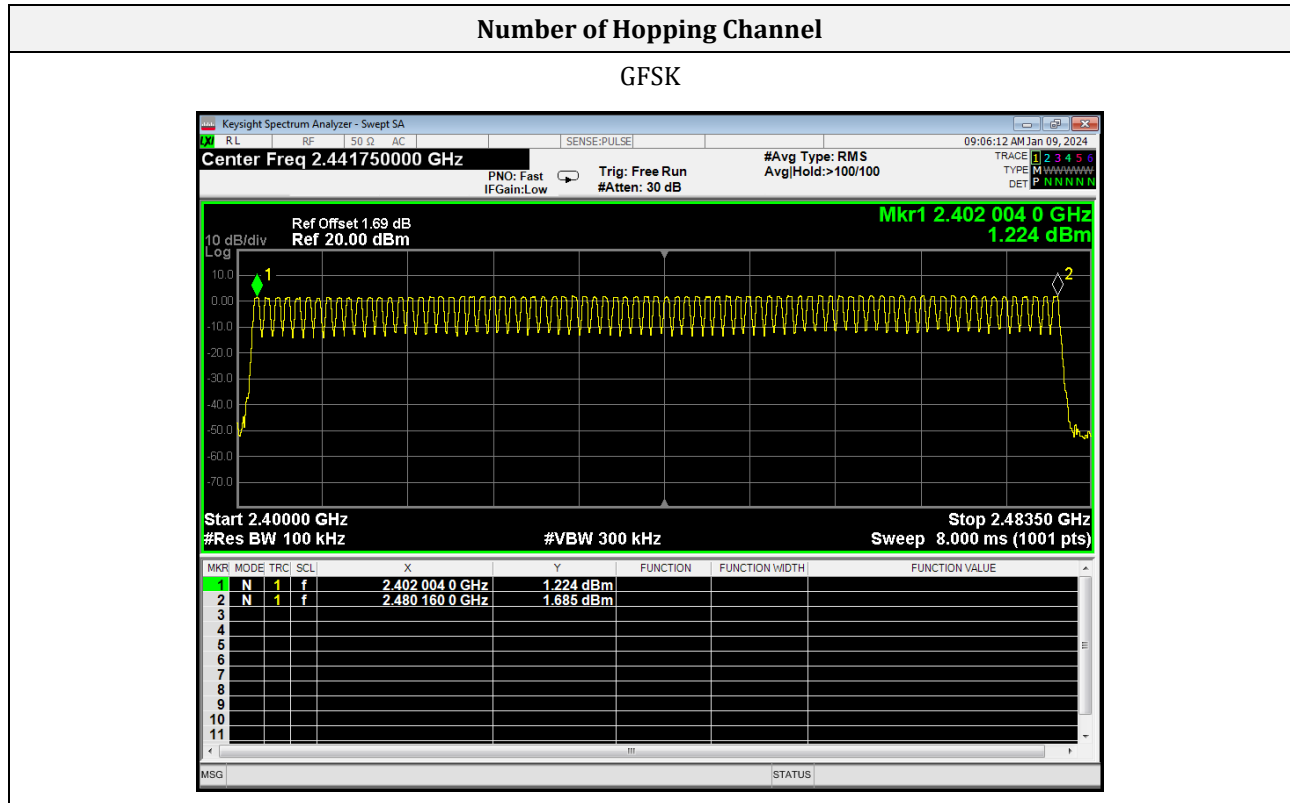 Number of Hopping Channel
GFSK
Keysight Spectrum Analyzer - Swept SA
LXI RL RF 50 Ω AC SENSE:PULSE 09:06:12 AM Jan 09, 2024
Center Freq 2.441750000 GHz #Avg Type: RMS TRACE 1 2 3 4 5 6
PNO: Fast Trig: Free Run Avg|Hold:>100/100 TYPE M WWWWW
IFGain:Low #Atten: 30 dB DET P N N N N N
Mkr1 2.402 004 0 GHz
Ref Offset 1.69 dB
10 dB/div Ref 20.00 dBm 1.224 dBm
Log
1 2
10.0
0.00
-10.0
-20.0
-30.0
-40.0
-50.0
-60.0
-70.0
Start 2.40000 GHz Stop 2.48350 GHz
#Res BW 100 kHz #VBW 300 kHz Sweep 8.000 ms (1001 pts)
MKR MODE TRC SCL X Y FUNCTION FUNCTION WIDTH FUNCTION VALUE
1 N 1 f 2.402 004 0 GHz 1.224 dBm
2 N 1 f 2.480 160 0 GHz 1.685 dBm
3
4
5
6
7
8
9
10
11
MSG STATUS